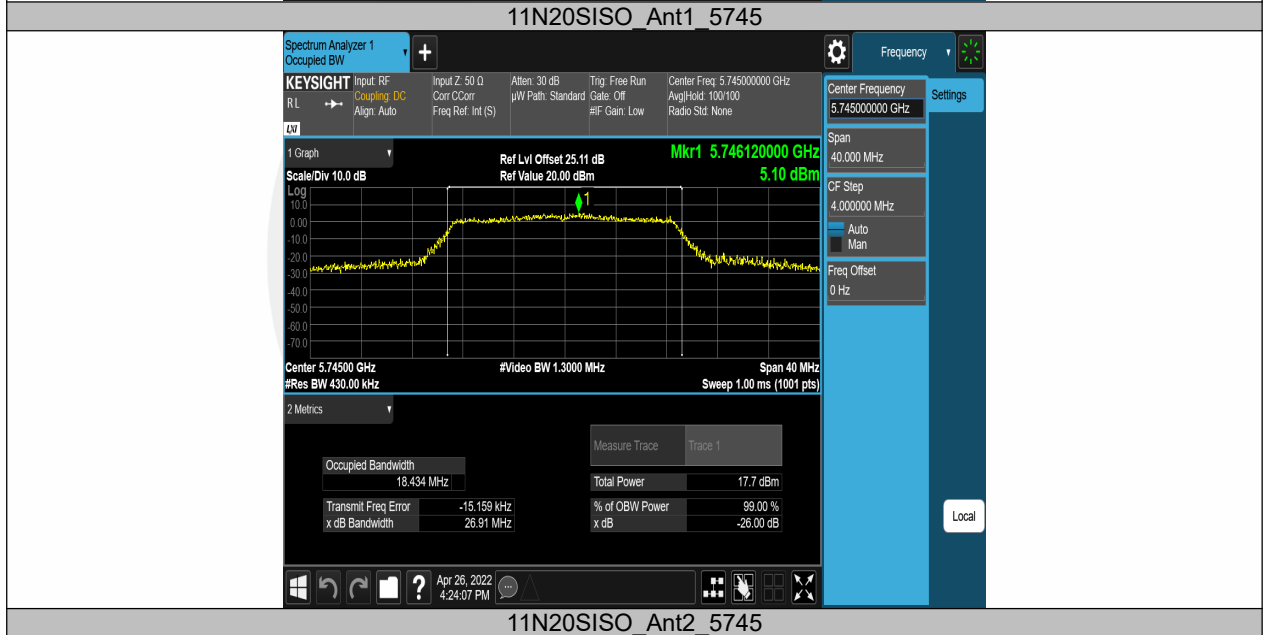 11N20SISO_Ant1_5745
Spectrum Analyzer 1
Occupied BW
+
Frequency
KEYSIGHT Input: RF Input Z: 50 Ω Atten: 30 dB Trig: Free Run Center Freq: 5.745000000 GHz
RL Coupling: DC Corr CCorr µW Path: Standard Gate: Off Avg|Hold: 100/100
Align: Auto Freq Ref: Int (S) #IF Gain: Low Radio Std: None
LXI
Center Frequency
5.745000000 GHz
Settings
Span
40.000 MHz
CF Step
4.000000 MHz
Auto
Man
Freq Offset
0 Hz
1 Graph Ref Lvl Offset 25.11 dB Mkr1 5.746120000 GHz
Scale/Div 10.0 dB Ref Value 20.00 dBm 5.10 dBm
Log
10.0
1
0.00
-10.0
-20.0
-30.0
-40.0
-50.0
-60.0
-70.0
Center 5.74500 GHz #Video BW 1.3000 MHz Span 40 MHz
#Res BW 430.00 kHz Sweep 1.00 ms (1001 pts)
2 Metrics
Measure Trace Trace 1
Occupied Bandwidth
18.434 MHz
Total Power 17.7 dBm
Transmit Freq Error -15.159 kHz % of OBW Power 99.00 %
x dB Bandwidth 26.91 MHz x dB -26.00 dB
Local
? Apr 26, 2022
4:24:07 PM
11N20SISO_Ant2_5745